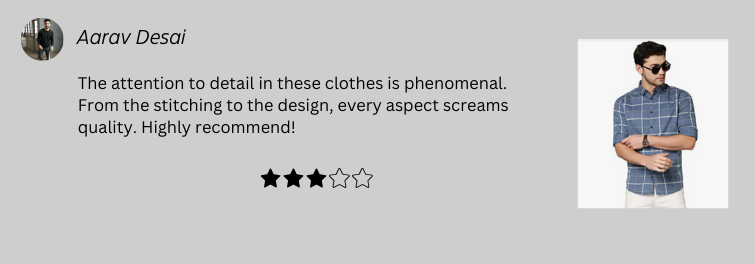 Aarav Desai
The attention to detail in these clothes is phenomenal.
From the stitching to the design, every aspect screams
quality. Highly recommend!